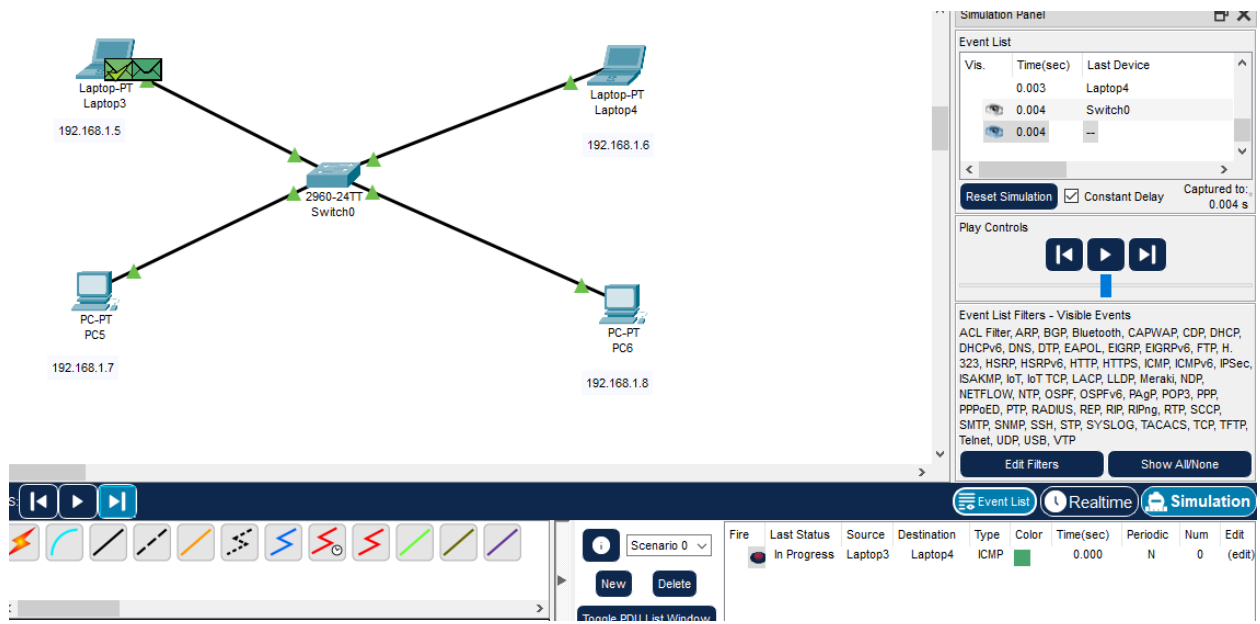 Simulation Panel
Event List
Vis. Time(sec) Last Device
0.003 Laptop4
0.004 Switch0
0.004 --
Reset Simulation Constant Delay Captured to:
0.004 s
Play Controls
Event List Filters - Visible Events
ACL Filter, ARP, BGP, Bluetooth, CAPWAP, CDP, DHCP,
DHCPv6, DNS, DTP, EAPOL, EIGRP, EIGRPv6, FTP, H.
323, HSRP, HSRPv6, HTTP, HTTPS, ICMP, ICMPv6, IPSec,
ISAKMP, IoT, IoT TCP, LACP, LLDP, Meraki, NDP,
NETFLOW, NTP, OSPF, OSPFv6, PAgP, POP3, PPP,
PPPoED, PTP, RADIUS, REP, RIP, RIPng, RTP, SCCP,
SMTP, SNMP, SSH, STP, SYSLOG, TACACS, TCP, TFTP,
Telnet, UDP, USB, VTP
Edit Filters Show All/None
Laptop-PT
Laptop3
192.168.1.5
Laptop-PT
Laptop4
192.168.1.6
2960-24TT
Switch0
PC-PT
PC5
192.168.1.7
PC-PT
PC6
192.168.1.8
Event List Realtime Simulation
Scenario 0
New Delete
Toggle PDU List Window
Fire Last Status Source Destination Type Color Time(sec) Periodic Num Edit
In Progress Laptop3 Laptop4 ICMP 0.000 N 0 (edit)